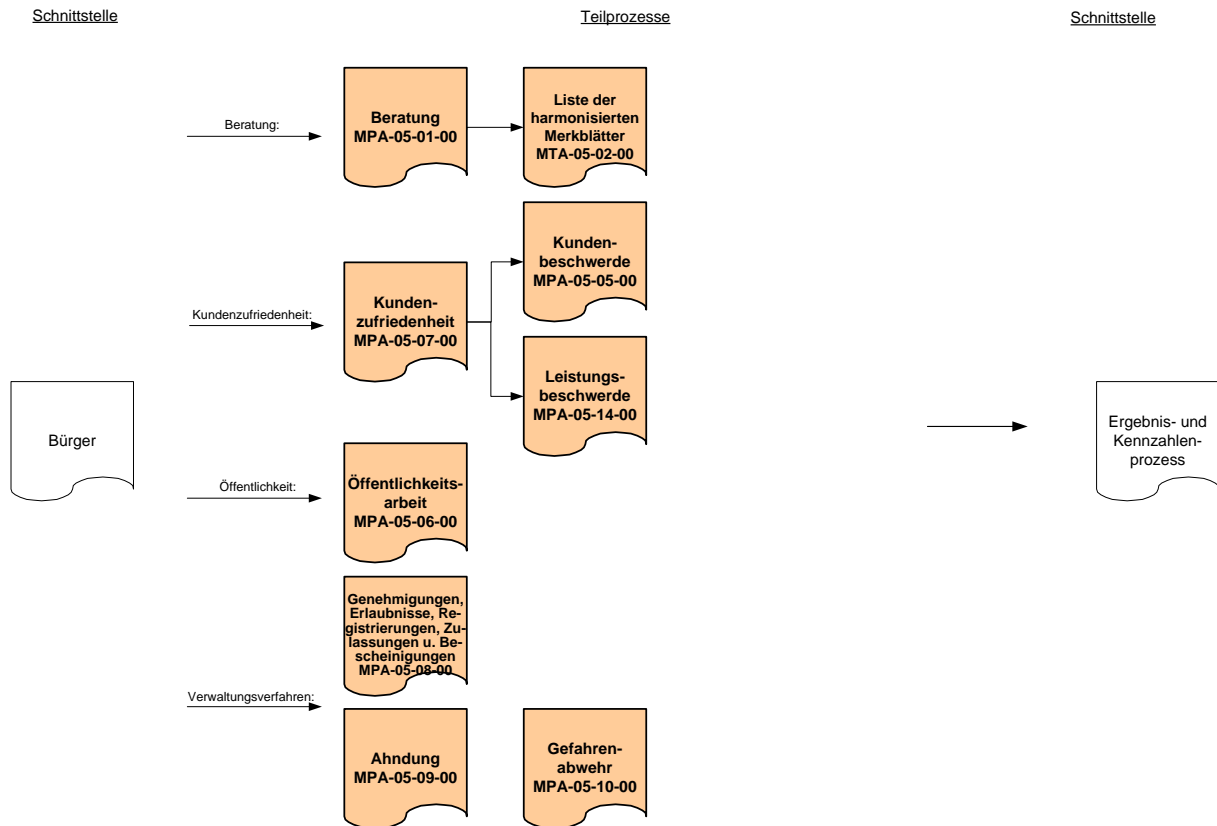 Schnittstelle
Teilprozesse
Schnittstelle
Beratung:
Beratung
MPA-05-01-00
Liste der
harmonisierten
Merkblätter
MTA-05-02-00
Kundenzufriedenheit:
Kunden-
zufriedenheit
MPA-05-07-00
Kunden-
beschwerde
MPA-05-05-00
Leistungs-
beschwerde
MPA-05-14-00
Bürger
Ergebnis- und
Kennzahlen-
prozess
Öffentlichkeit:
Öffentlichkeits-
arbeit
MPA-05-06-00
Genehmigungen,
Erlaubnisse, Re-
gistrierungen, Zu-
lassungen u. Be-
scheinigungen
MPA-05-08-00
Verwaltungsverfahren:
Ahndung
MPA-05-09-00
Gefahren-
abwehr
MPA-05-10-00